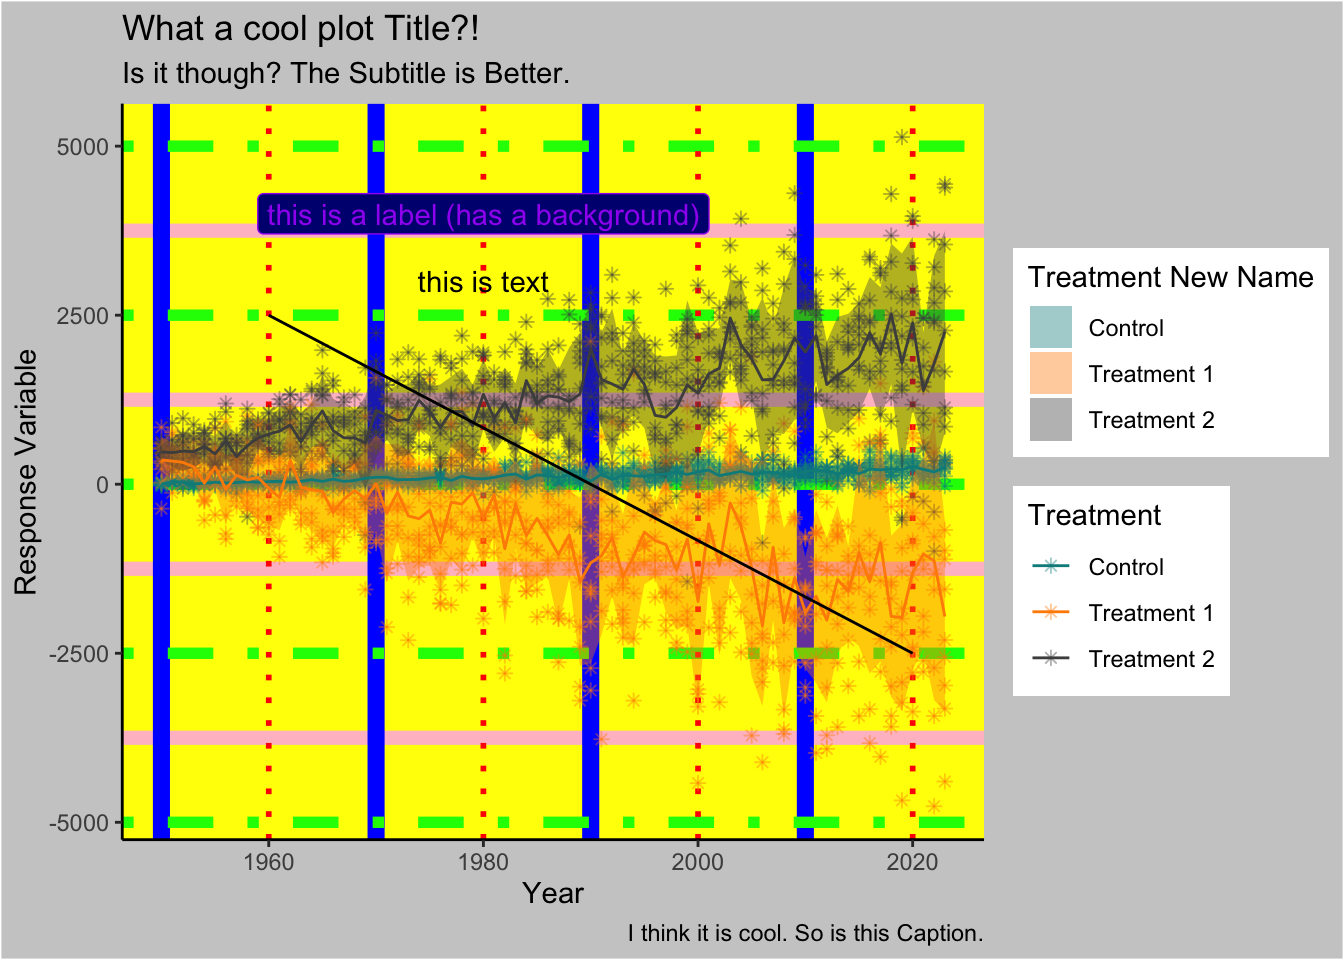 What a cool plot Title?!
Is it though? The Subtitle is Better.
5000
2500
0
-2500
-5000
Response Variable
this is a label (has a background)
this is text
1960
1980
2000
2020
Year
I think it is cool. So is this Caption.
Treatment New Name
Control
Treatment 1
Treatment 2
Treatment
Control
Treatment 1
Treatment 2